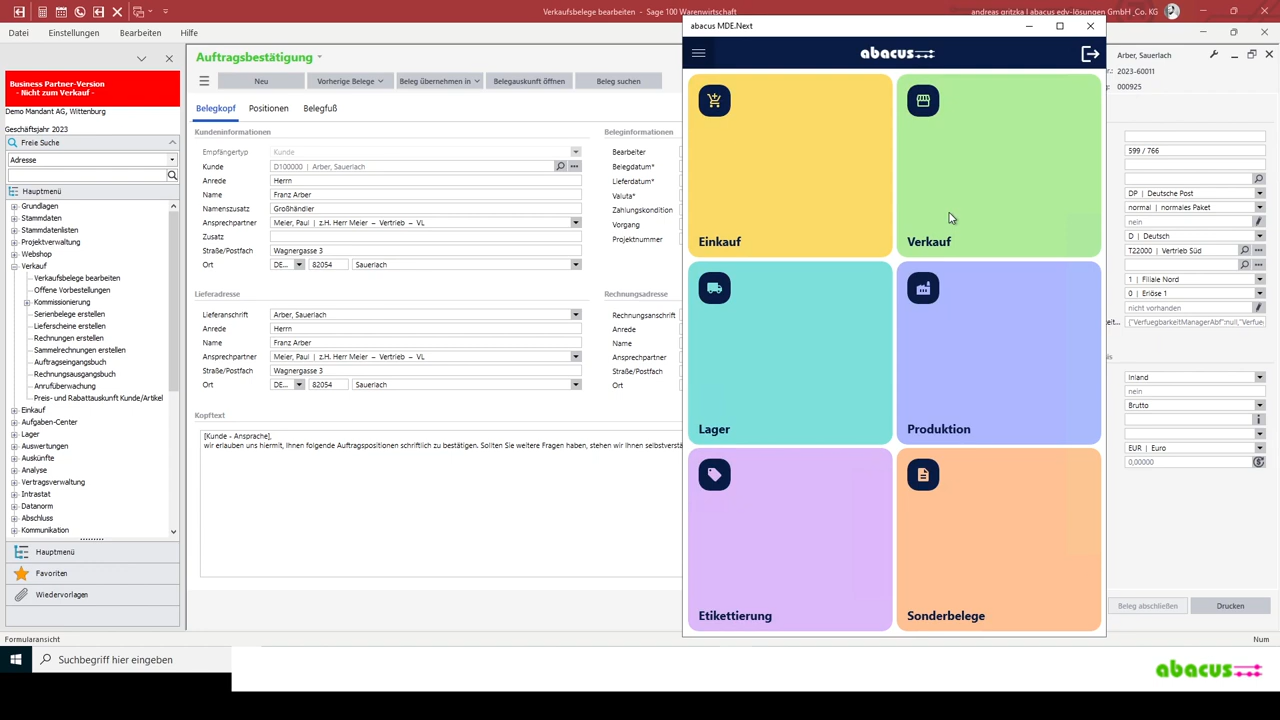 Verkaufsbelege bearbeiten - Sage 100 Warenwirtschaft
andreas gritzka | abacus edv-lösungen GmbH _Co. KG
Datei Einstellungen Bearbeiten Hilfe
Business Partner-Version
- Nicht zum Verkauf -
Demo Mandant AG, Wittenburg
Geschäftsjahr 2023
Freie Suche
Adresse
Hauptmenü
Grundlagen
Stammdaten
Stammdatenlisten
Projektverwaltung
Webshop
Verkauf
Verkaufsbelege bearbeiten
Offene Vorbestellungen
Kommissionierung
Serienbelege erstellen
Lieferscheine erstellen
Rechnungen erstellen
Sammelrechnungen erstellen
Auftragseingangsbuch
Rechnungsausgangsbuch
Anrufüberwachung
Preis- und Rabattauskunft Kunde/Artikel
Einkauf
Aufgaben-Center
Lager
Auswertungen
Auskünfte
Analyse
Vertragsverwaltung
Intrastat
Datanorm
Abschluss
Kommunikation
Hauptmenü
Favoriten
Wiedervorlagen
Formularansicht
Auftragsbestätigung
Neu Vorherige Belege Beleg übernehmen in Belegauskunft öffnen Beleg suchen
Belegkopf Positionen Belegfuß
Kundeninformationen
Empfängertyp Kunde
Kunde D100000 | Arber, Sauerlach
Anrede Herrn
Name Franz Arber
Namenszusatz Großhändler
Ansprechpartner Meier, Paul | z.H. Herr Meier – Vertrieb – VL
Zusatz
Straße/Postfach Wagnergasse 3
Ort DE... 82054 Sauerlach
Lieferadresse
Lieferanschrift Arber, Sauerlach
Anrede Herrn
Name Franz Arber
Ansprechpartner Meier, Paul | z.H. Herr Meier – Vertrieb – VL
Straße/Postfach Wagnergasse 3
Ort DE... 82054 Sauerlach
Kopftext
[Kunde - Ansprache],
wir erlauben uns hiermit, Ihnen folgende Auftragspositionen schriftlich zu bestätigen. Sollten Sie weitere Fragen haben, stehen wir Ihnen selbstverstä
Beleginformationen
Bearbeiter
Belegdatum*
Lieferdatum*
Valuta*
Zahlungskondition
Vorgang
Projektnummer
Rechnungsadresse
Rechnungsanschrift
Anrede
Name
Ansprechpartner
Straße/Postfach
Ort
abacus MDE.Next
abacus
Einkauf
Verkauf
Lager
Produktion
Etikettierung
Sonderbelege
Arber, Sauerlach
2023-60011
000925
599 / 766
DP | Deutsche Post
normal | normales Paket
nein
D | Deutsch
T22000 | Vertrieb Süd
1 | Filiale Nord
0 | Erlöse 1
nicht vorhanden
{"VerfuegbarkeitManagerAbf":null,"Verfue
Inland
nein
Brutto
EUR | Euro
0,00000
Beleg abschließen Drucken
Num
Suchbegriff hier eingeben
abacus